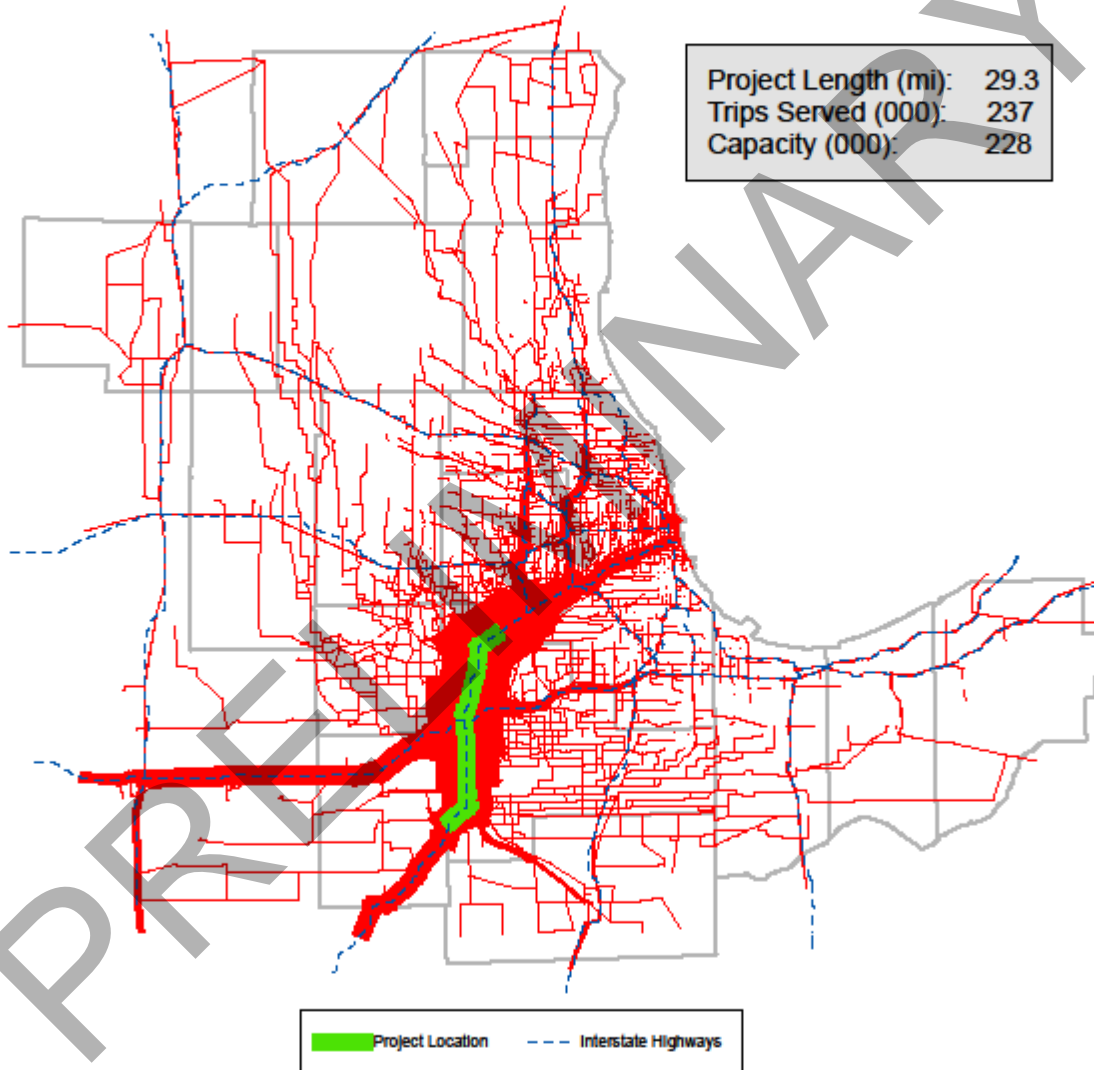 Project Length (mi): 29.3
Trips Served (000): 237
Capacity (000): 228
PRELIMINARY
Project Location
Interstate Highways